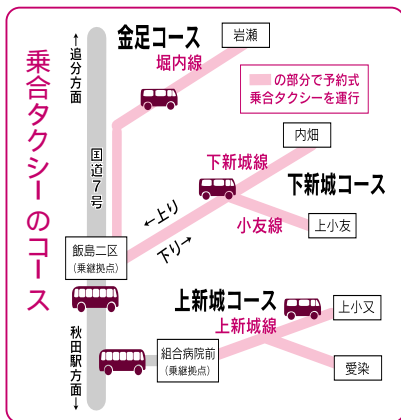 乗合タクシーのコース
←追分方面
金足コース
堀内線
岩瀬
の部分で予約式
乗合タクシーを運行
国道7号
内畑
下新城線
下新城コース
←上り
下り→
小友線
上小友
飯島二区
(乗継拠点)
上新城コース
上新城線
上小又
組合病院前
(乗継拠点)
愛染
秋田駅方面→